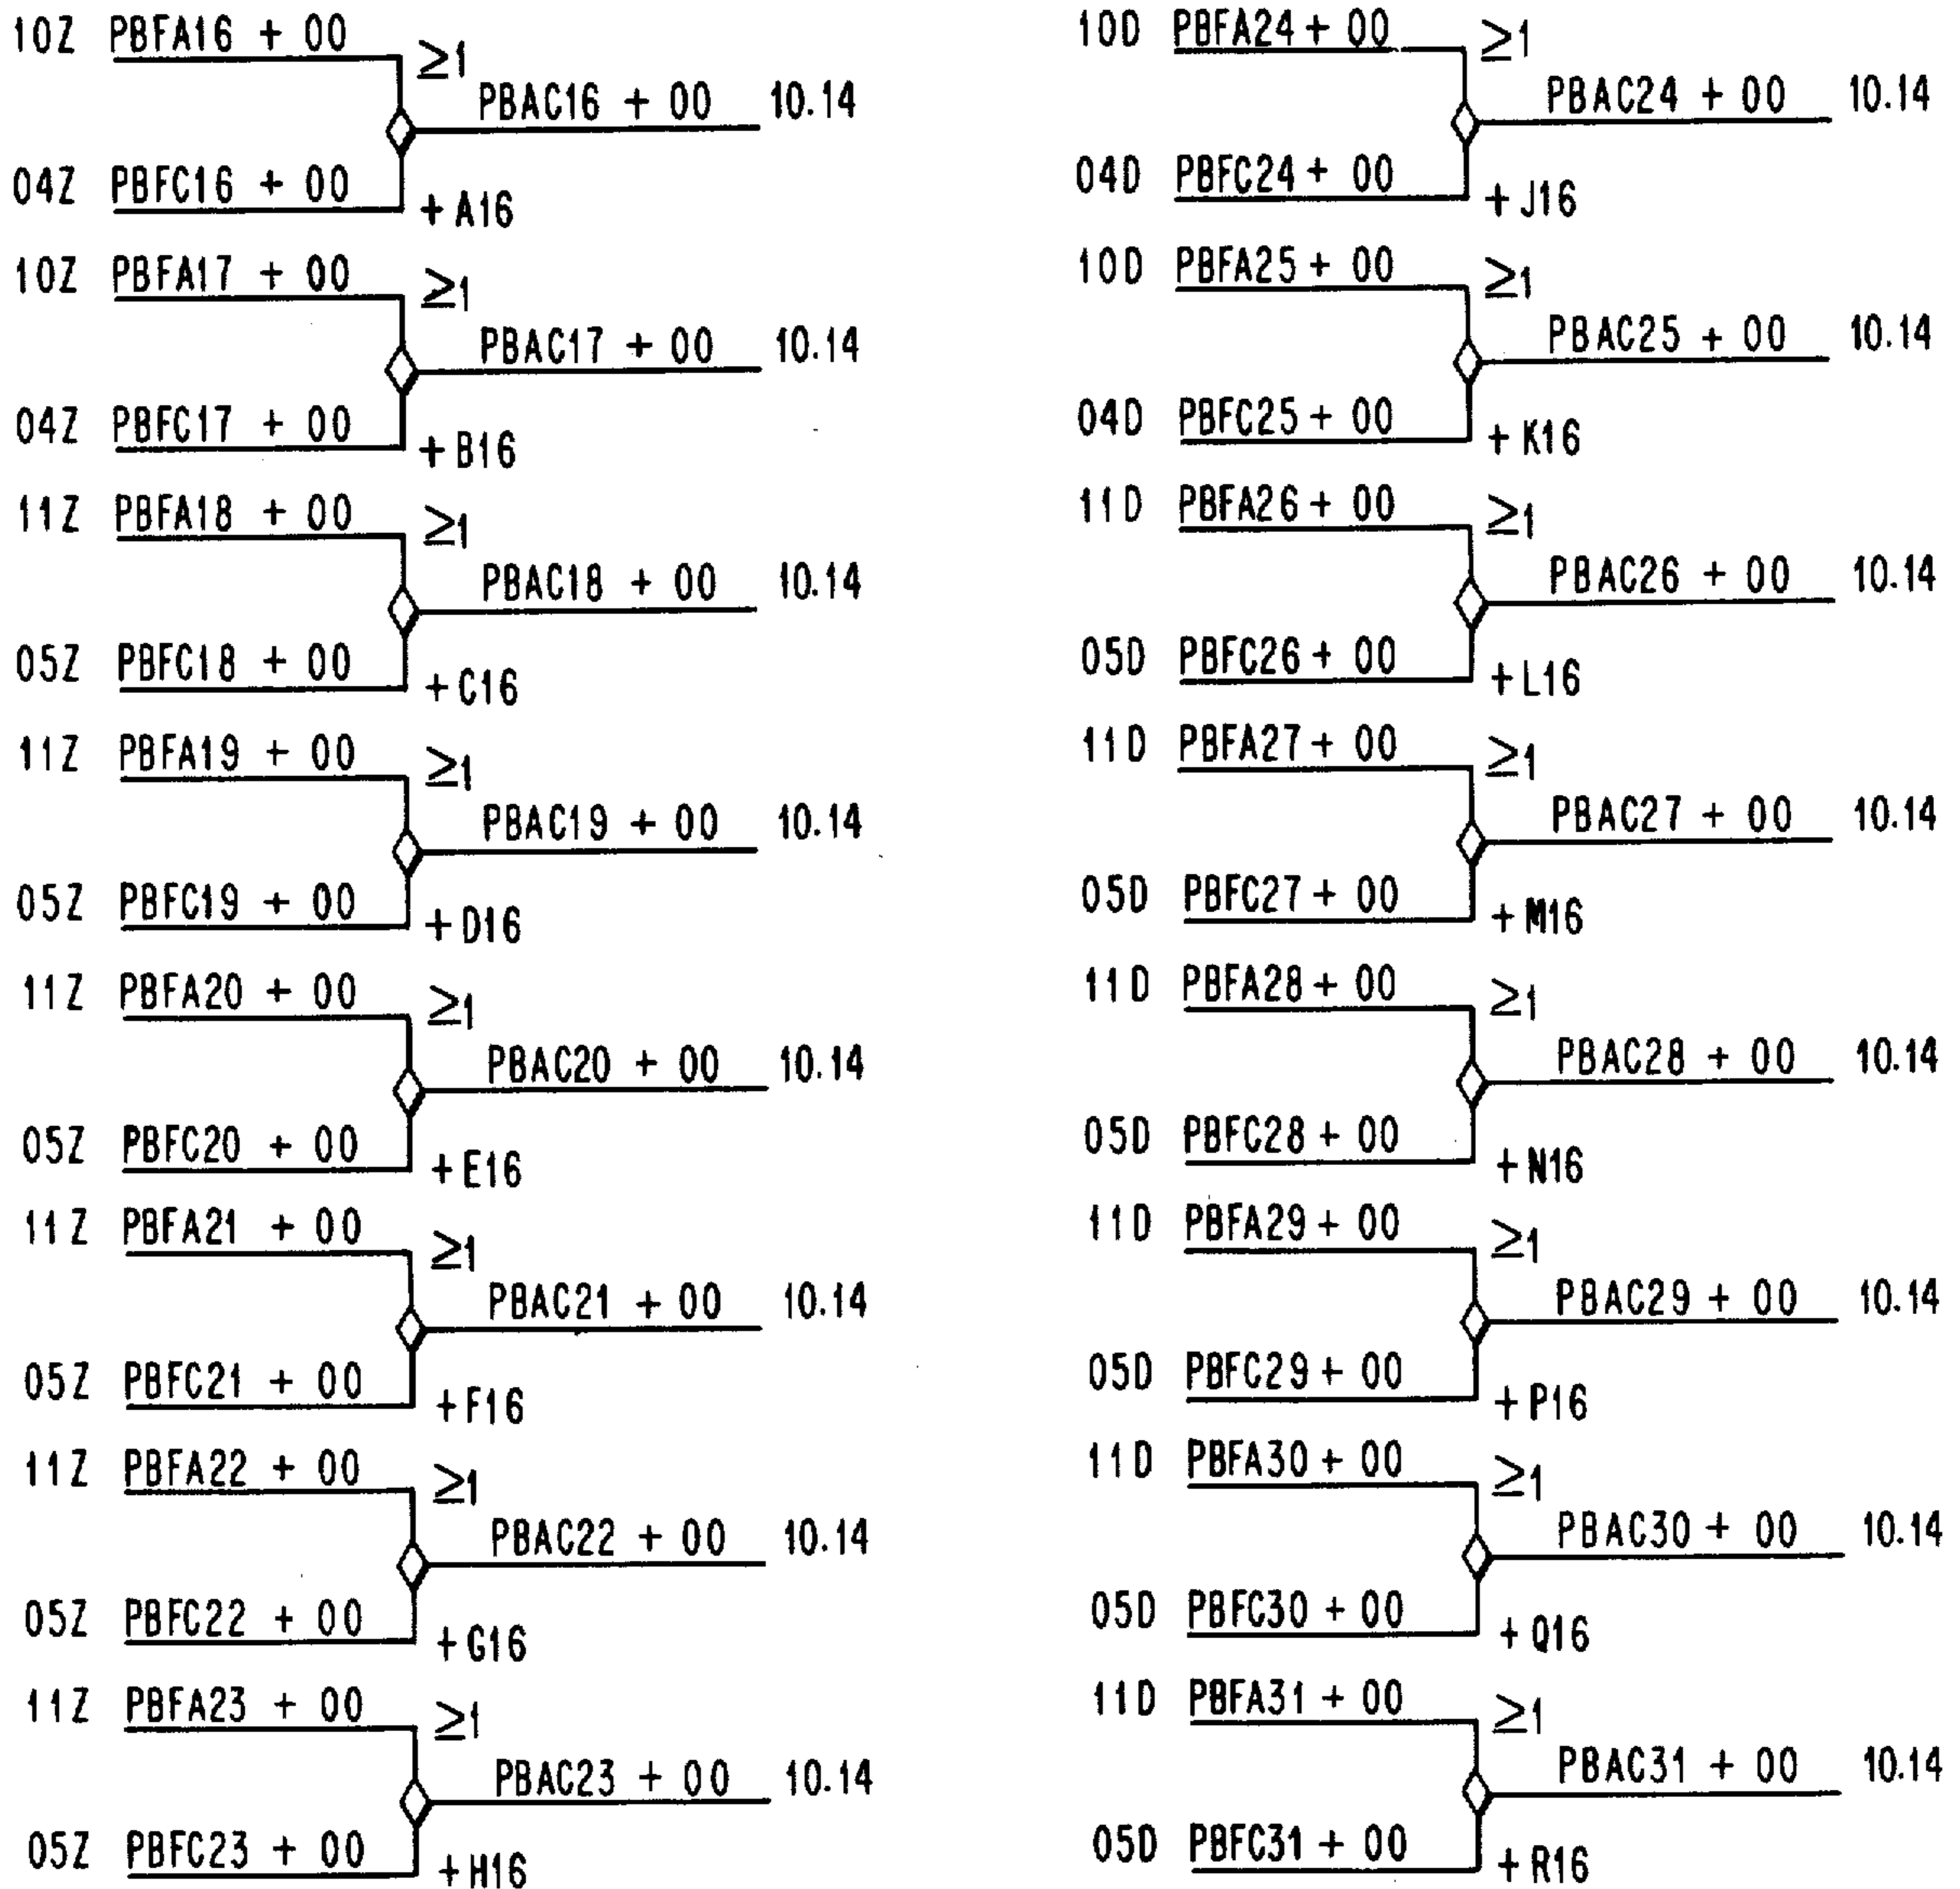 10Z PBFA16 + 00
≥1
PBAC16 + 00 10.14
04Z PBFC16 + 00
+ A16
10Z PBFA17 + 00
≥1
PBAC17 + 00 10.14
04Z PBFC17 + 00
+ B16
11Z PBFA18 + 00
≥1
PBAC18 + 00 10.14
05Z PBFC18 + 00
+ C16
11Z PBFA19 + 00
≥1
PBAC19 + 00 10.14
05Z PBFC19 + 00
+ D16
11Z PBFA20 + 00
≥1
PBAC20 + 00 10.14
05Z PBFC20 + 00
+ E16
11Z PBFA21 + 00
≥1
PBAC21 + 00 10.14
05Z PBFC21 + 00
+ F16
11Z PBFA22 + 00
≥1
PBAC22 + 00 10.14
05Z PBFC22 + 00
+ G16
11Z PBFA23 + 00
≥1
PBAC23 + 00 10.14
05Z PBFC23 + 00
+ H16
10D PBFA24 + 00
≥1
PBAC24 + 00 10.14
04D PBFC24 + 00
+ J16
10D PBFA25 + 00
≥1
PBAC25 + 00 10.14
04D PBFC25 + 00
+ K16
11D PBFA26 + 00
≥1
PBAC26 + 00 10.14
05D PBFC26 + 00
+ L16
11D PBFA27 + 00
≥1
PBAC27 + 00 10.14
05D PBFC27 + 00
+ M16
11D PBFA28 + 00
≥1
PBAC28 + 00 10.14
05D PBFC28 + 00
+ N16
11D PBFA29 + 00
≥1
PBAC29 + 00 10.14
05D PBFC29 + 00
+ P16
11D PBFA30 + 00
≥1
PBAC30 + 00 10.14
05D PBFC30 + 00
+ Q16
11D PBFA31 + 00
≥1
PBAC31 + 00 10.14
05D PBFC31 + 00
+ R16